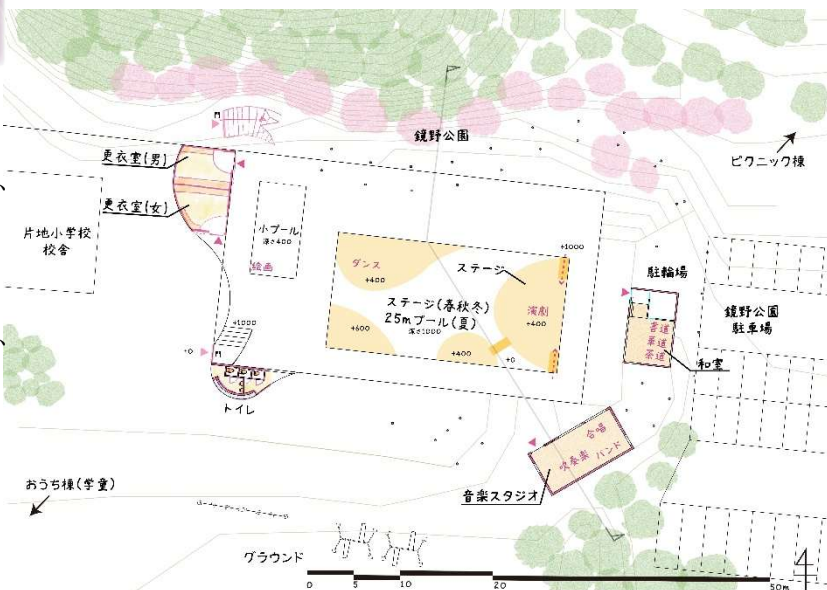 鏡野公園
ピクニック棟
門
更衣室(男)
更衣室(女)
片地小学校
校舎
小プール
深さ400
絵画
ダンス
+400
ステージ
+1000
ステージ(春秋冬)
25mプール(夏)
深さ1000
演劇
+400
+600
+400
+0
駐輪場
書道
華道
茶道
和室
鏡野公園
駐車場
+1000
+0
門
トイレ
合唱
吹奏楽
バンド
音楽スタジオ
おうち棟(学童)
グラウンド
0
5
10
20
50m